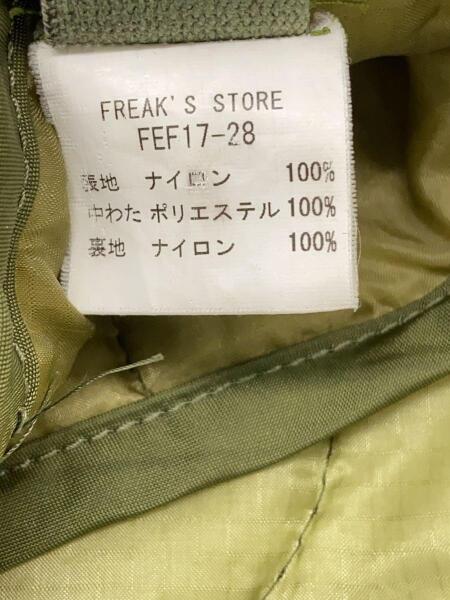 FREAK'S STORE
FEF17-28
表地 ナイロン 100%
中わた ポリエステル 100%
裏地 ナイロン 100%